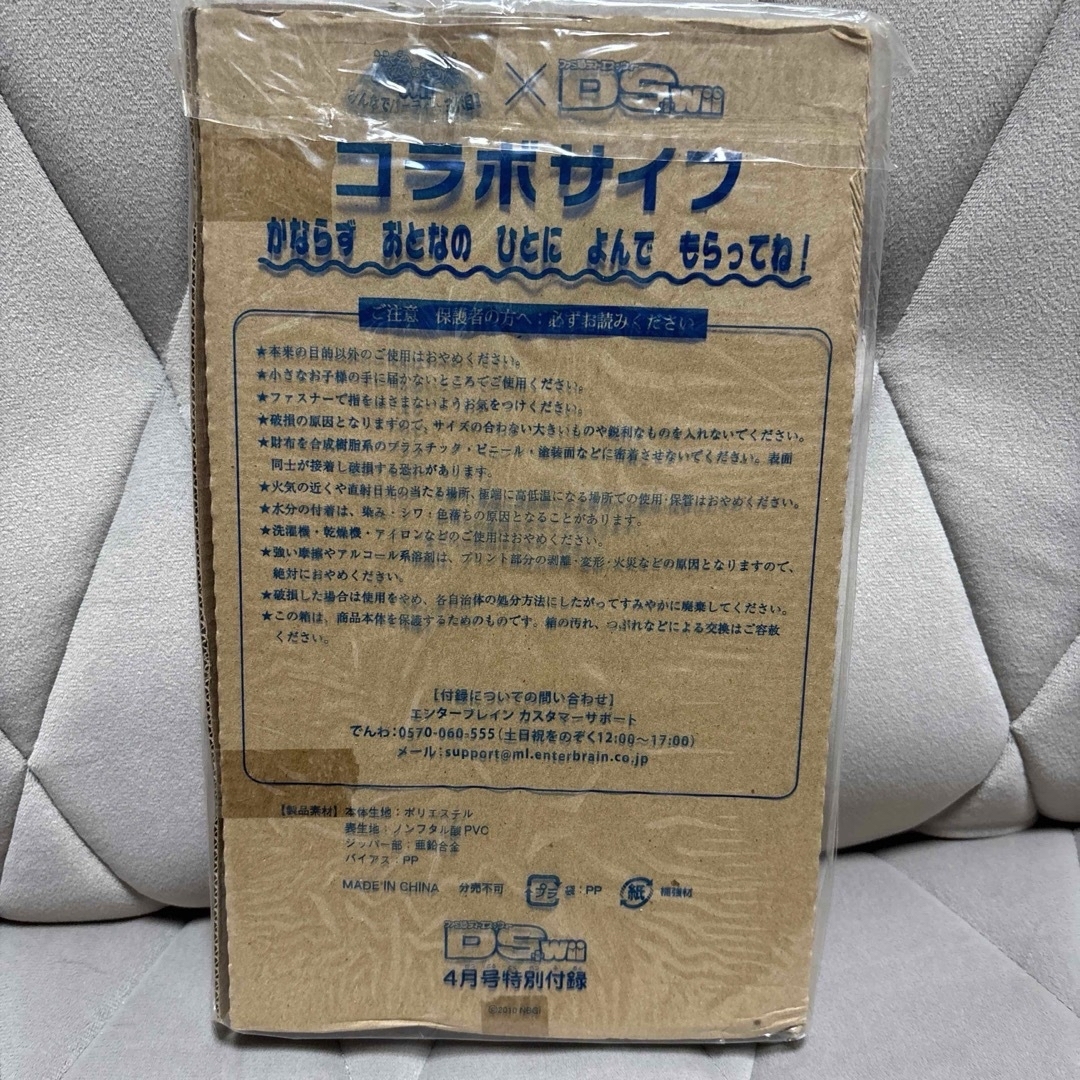 みんなでパーティ
×
ファミ通コネクト!オン
DS+Wii
コラボサイフ
かならず おとなの ひとに よんで もらってね!
ご注意 保護者の方へ:必ずお読みください
★本来の目的以外のご使用はおやめください。
★小さなお子様の手に届かないところでご使用ください。
★ファスナーで指をはさまないようお気をつけください。
★破損の原因となりますので、サイズの合わない大きいものや鋭利なものを入れないでください。
★財布を合成樹脂系のプラスチック・ビニール・塗装面などに密着させないでください。表面
同士が接着し破損する恐れがあります。
★火気の近くや直射日光の当たる場所、極端に高低温になる場所での使用・保管はおやめください。
★水分の付着は、染み・シワ・色落ちの原因となることがあります。
★洗濯機・乾燥機・アイロンなどのご使用はおやめください。
★強い摩擦やアルコール系溶剤は、プリント部分の剥離・変形・火災などの原因となりますので、
絶対におやめください。
★破損した場合は使用をやめ、各自治体の処分方法にしたがってすみやかに廃棄してください。
★この箱は、商品本体を保護するためのものです。箱の汚れ、つぶれなどによる交換はご容赦
ください。
【付録についての問い合わせ】
エンターブレイン カスタマーサポート
でんわ:0570-060-555(土日祝をのぞく12:00〜17:00)
メール:support@ml.enterbrain.co.jp
【製品素材】本体生地:ポリエステル
表生地:ノンフタル酸PVC
ジッパー部:亜鉛合金
バイアス:PP
MADE IN CHINA 分売不可 プラ 袋:PP 紙 補強材
DS+Wii
4月号特別付録
©2010 NBGI